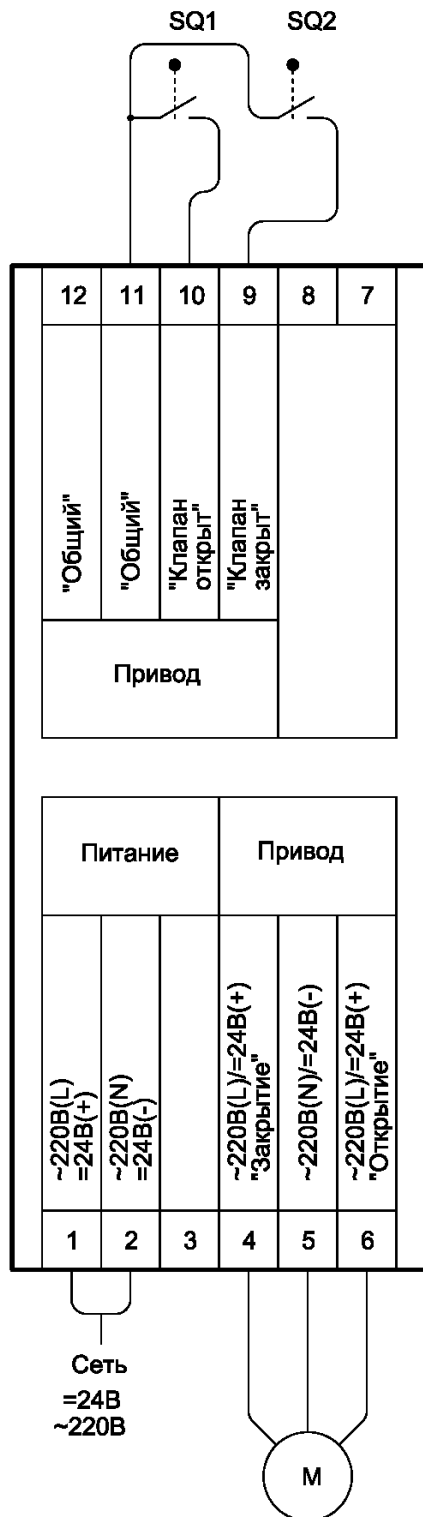 SQ1 SQ2
12 11 10 9 8 7
"Общий"
"Общий"
"Клапан
открыт"
"Клапан
закрыт"
Привод
Питание Привод
~220В(L)
=24В(+)
~220В(N)
=24В(-)
~220В(L)/=24В(+)
"Закрытие"
~220В(N)/=24В(-)
~220В(L)/=24В(+)
"Открытие"
1 2 3 4 5 6
Сеть
=24В
~220В
М